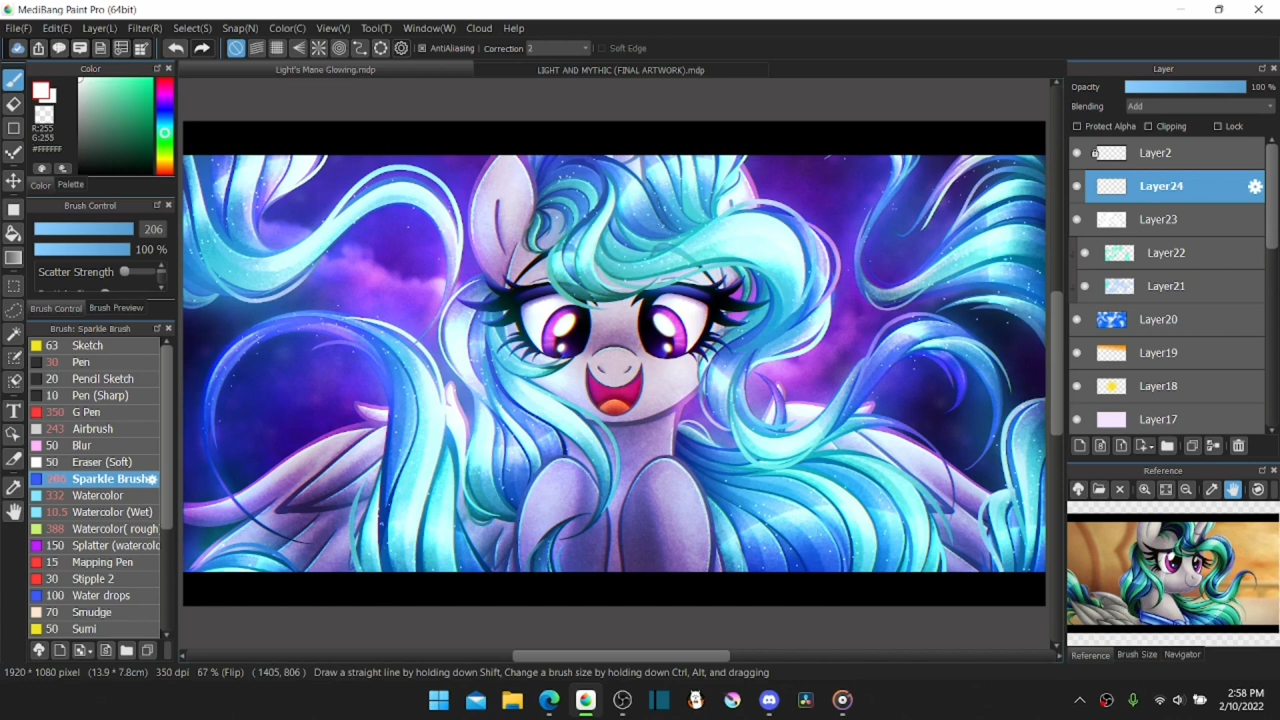 MediBang Paint Pro (64bit)
File(F) Edit(E) Layer(L) Filter(R) Select(S) Snap(N) Color(C) View(V) Tool(T) Window(W) Cloud Help
AntiAliasing Correction 2 Soft Edge
Color
Light's Mane Glowing.mdp
LIGHT AND MYTHIC (FINAL ARTWORK).mdp
Layer
R:255
G:255
#FFFFFF
Color Palette
Brush Control
206
100 %
Scatter Strength
Brush Control Brush Preview
Brush: Sparkle Brush
63 Sketch
30 Pen
20 Pencil Sketch
10 Pen (Sharp)
350 G Pen
243 Airbrush
50 Blur
50 Eraser (Soft)
206 Sparkle Brush
332 Watercolor
10.5 Watercolor (Wet)
388 Watercolor( rough
150 Splatter (watercolo
15 Mapping Pen
30 Stipple 2
100 Water drops
70 Smudge
50 Sumi
Opacity 100 %
Blending Add
Protect Alpha Clipping Lock
Layer2
Layer24
Layer23
Layer22
Layer21
Layer20
Layer19
Layer18
Layer17
Reference
Reference Brush Size Navigator
1920 * 1080 pixel (13.9 * 7.8cm) 350 dpi 67 % (Flip) ( 1405, 806 ) Draw a straight line by holding down Shift, Change a brush size by holding down Ctrl, Alt, and dragging
2:58 PM
2/10/2022